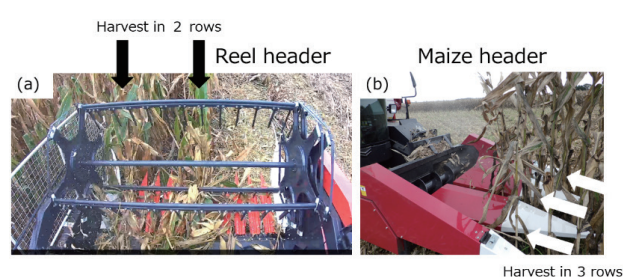 Harvest in 2 rows
Reel header
Maize header
(a)
(b)
Harvest in 3 rows